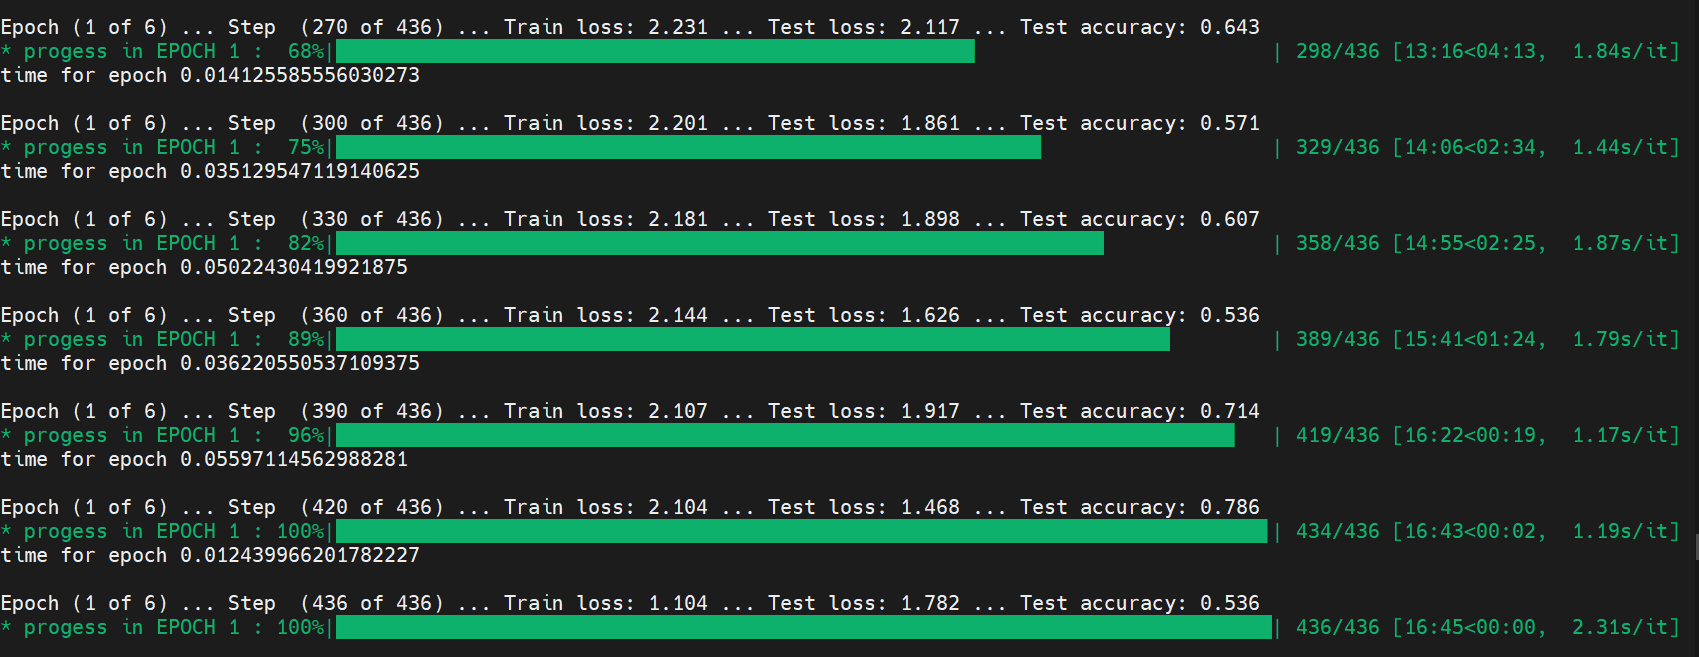 Epoch (1 of 6) ... Step  (270 of 436) ... Train loss: 2.231 ... Test loss: 2.117 ... Test accuracy: 0.643
* progess in EPOCH 1 :  68%| | 298/436 [13:16<04:13,  1.84s/it]
time for epoch 0.014125585556030273
Epoch (1 of 6) ... Step  (300 of 436) ... Train loss: 2.201 ... Test loss: 1.861 ... Test accuracy: 0.571
* progess in EPOCH 1 :  75%| | 329/436 [14:06<02:34,  1.44s/it]
time for epoch 0.035129547119140625
Epoch (1 of 6) ... Step  (330 of 436) ... Train loss: 2.181 ... Test loss: 1.898 ... Test accuracy: 0.607
* progess in EPOCH 1 :  82%| | 358/436 [14:55<02:25,  1.87s/it]
time for epoch 0.05022430419921875
Epoch (1 of 6) ... Step  (360 of 436) ... Train loss: 2.144 ... Test loss: 1.626 ... Test accuracy: 0.536
* progess in EPOCH 1 :  89%| | 389/436 [15:41<01:24,  1.79s/it]
time for epoch 0.036220550537109375
Epoch (1 of 6) ... Step  (390 of 436) ... Train loss: 2.107 ... Test loss: 1.917 ... Test accuracy: 0.714
* progess in EPOCH 1 :  96%| | 419/436 [16:22<00:19,  1.17s/it]
time for epoch 0.05597114562988281
Epoch (1 of 6) ... Step  (420 of 436) ... Train loss: 2.104 ... Test loss: 1.468 ... Test accuracy: 0.786
* progess in EPOCH 1 : 100%| | 434/436 [16:43<00:02,  1.19s/it]
time for epoch 0.012439966201782227
Epoch (1 of 6) ... Step  (436 of 436) ... Train loss: 1.104 ... Test loss: 1.782 ... Test accuracy: 0.536
* progess in EPOCH 1 : 100%| | 436/436 [16:45<00:00,  2.31s/it]